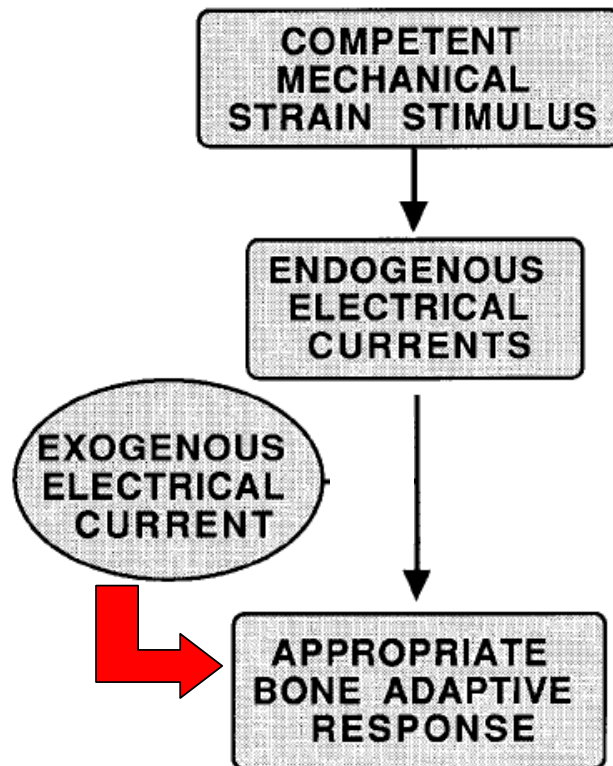 COMPETENT
MECHANICAL
STRAIN STIMULUS
ENDOGENOUS
ELECTRICAL
CURRENTS
EXOGENOUS
ELECTRICAL
CURRENT
APPROPRIATE
BONE ADAPTIVE
RESPONSE